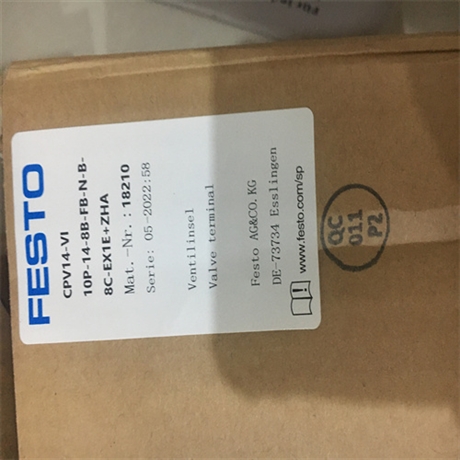 FESTO
CPV14-VI
10P-14-8B-FB-N-B-
8C-EX1E+ZHA
Mat.-Nr.: 18210
Serie: 05-2022:58
Ventilinsel
Valve terminal
Festo AG&CO.KG
DE-73734 Esslingen
www.festo.com/sp
QC
011
P2